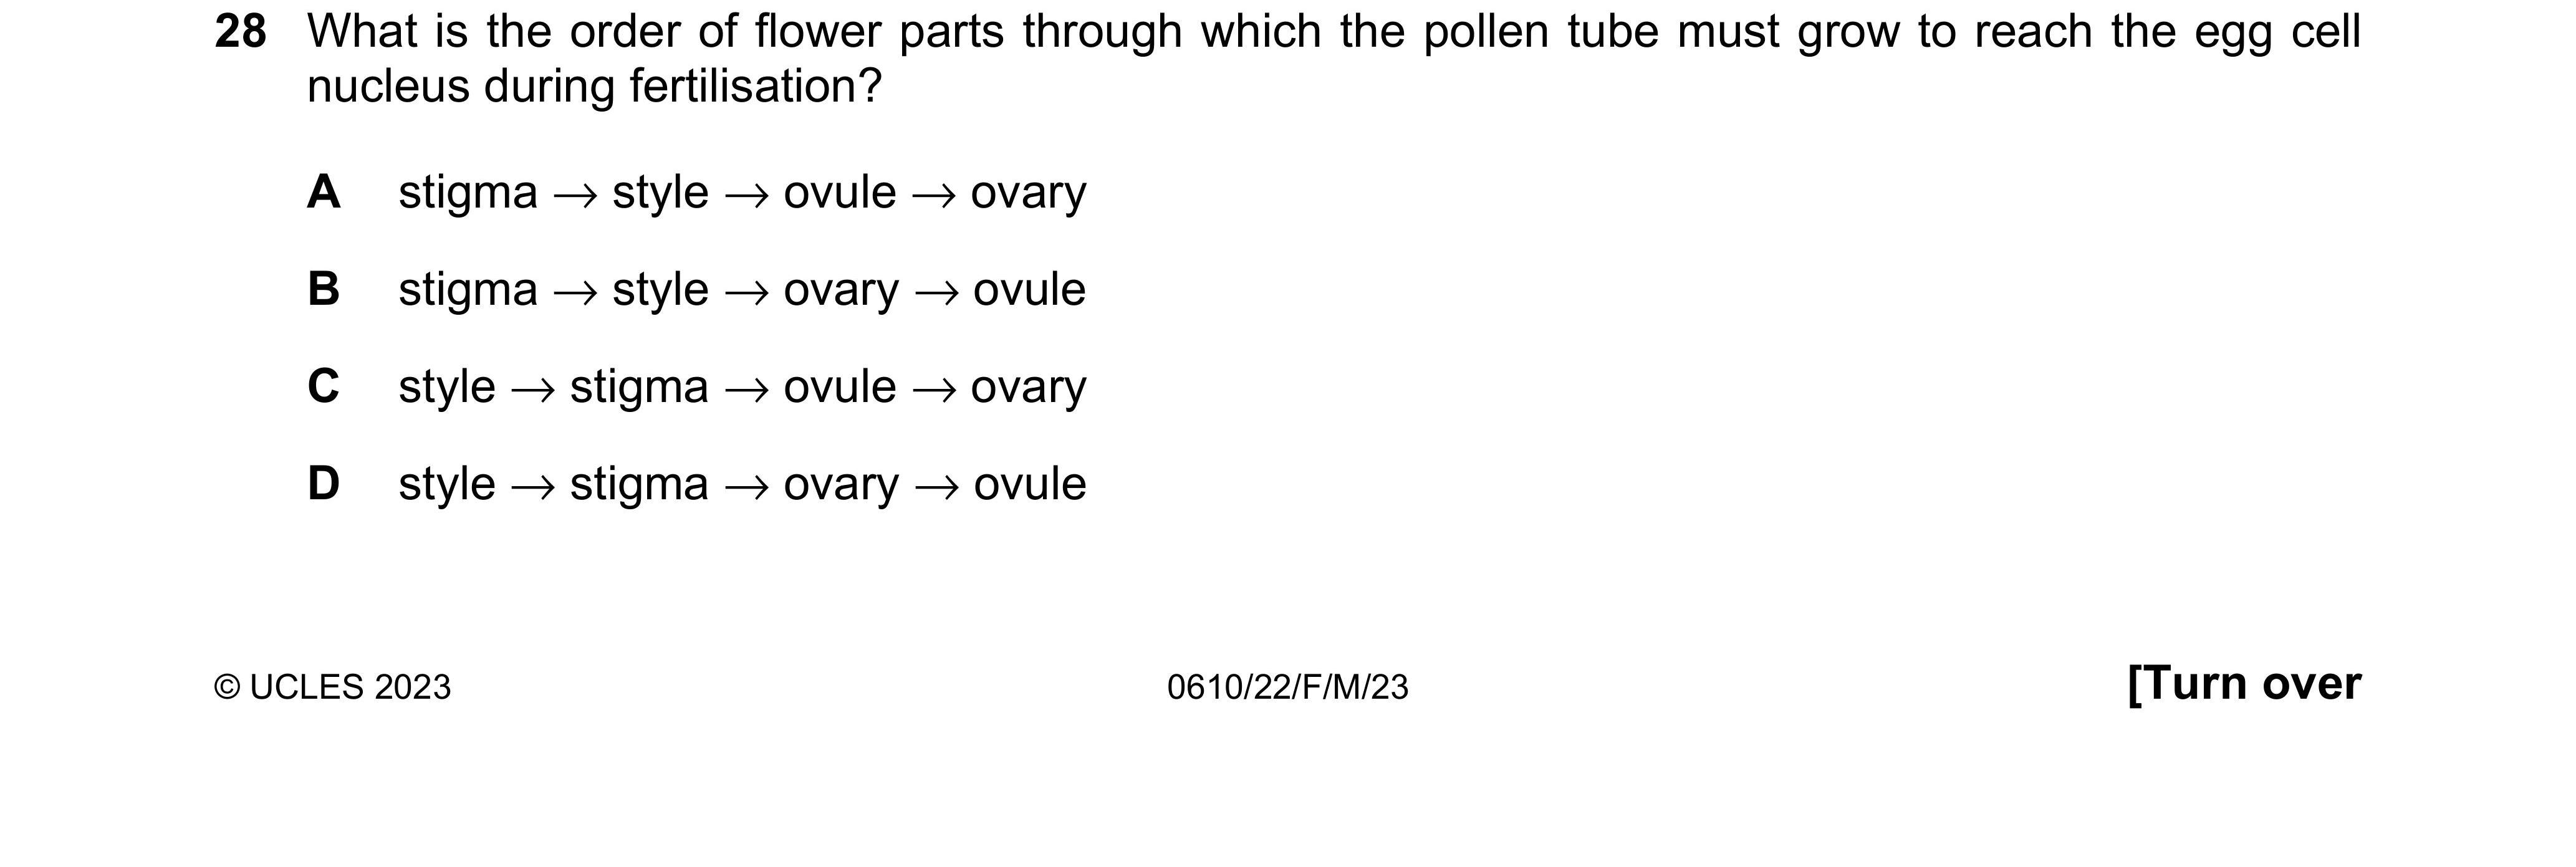 28 What is the order of flower parts through which the pollen tube must grow to reach the egg cell
nucleus during fertilisation?
A stigma → style → ovule → ovary
B stigma → style → ovary → ovule
C style → stigma → ovule → ovary
D style → stigma → ovary → ovule
© UCLES 2023 0610/22/F/M/23 [Turn over